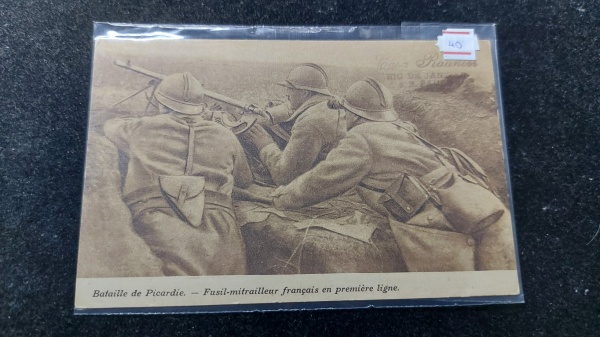 40
Bataille de Picardie. — Fusil-mitrailleur français en première ligne.